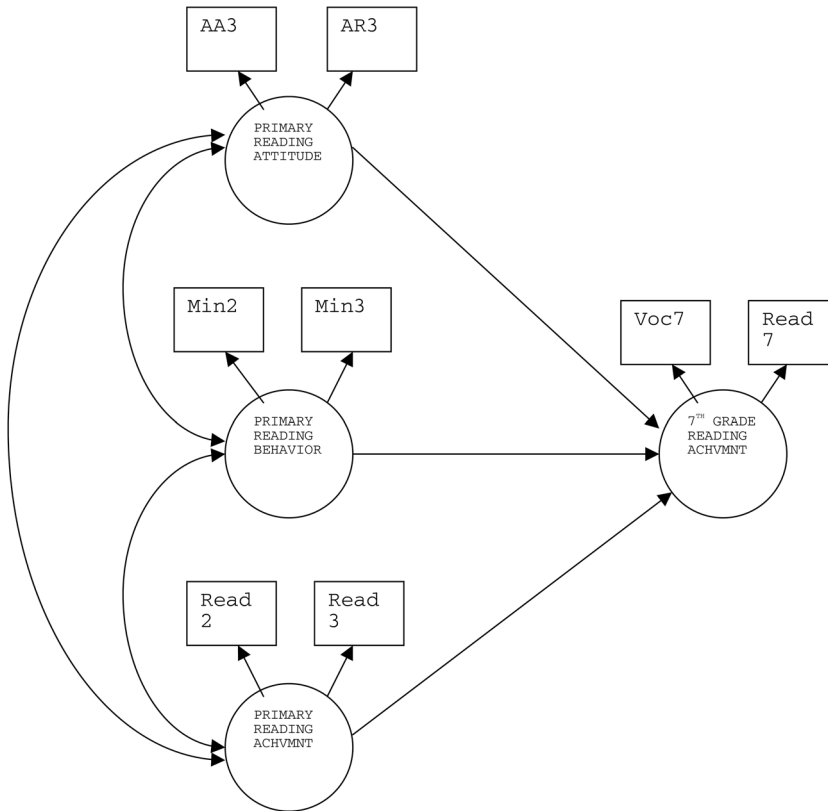 AA3
AR3
PRIMARY
READING
ATTITUDE
Min2
Min3
Voc7
Read
7
PRIMARY
READING
BEHAVIOR
7TH GRADE
READING
ACHVMNT
Read
2
Read
3
PRIMARY
READING
ACHVMNT